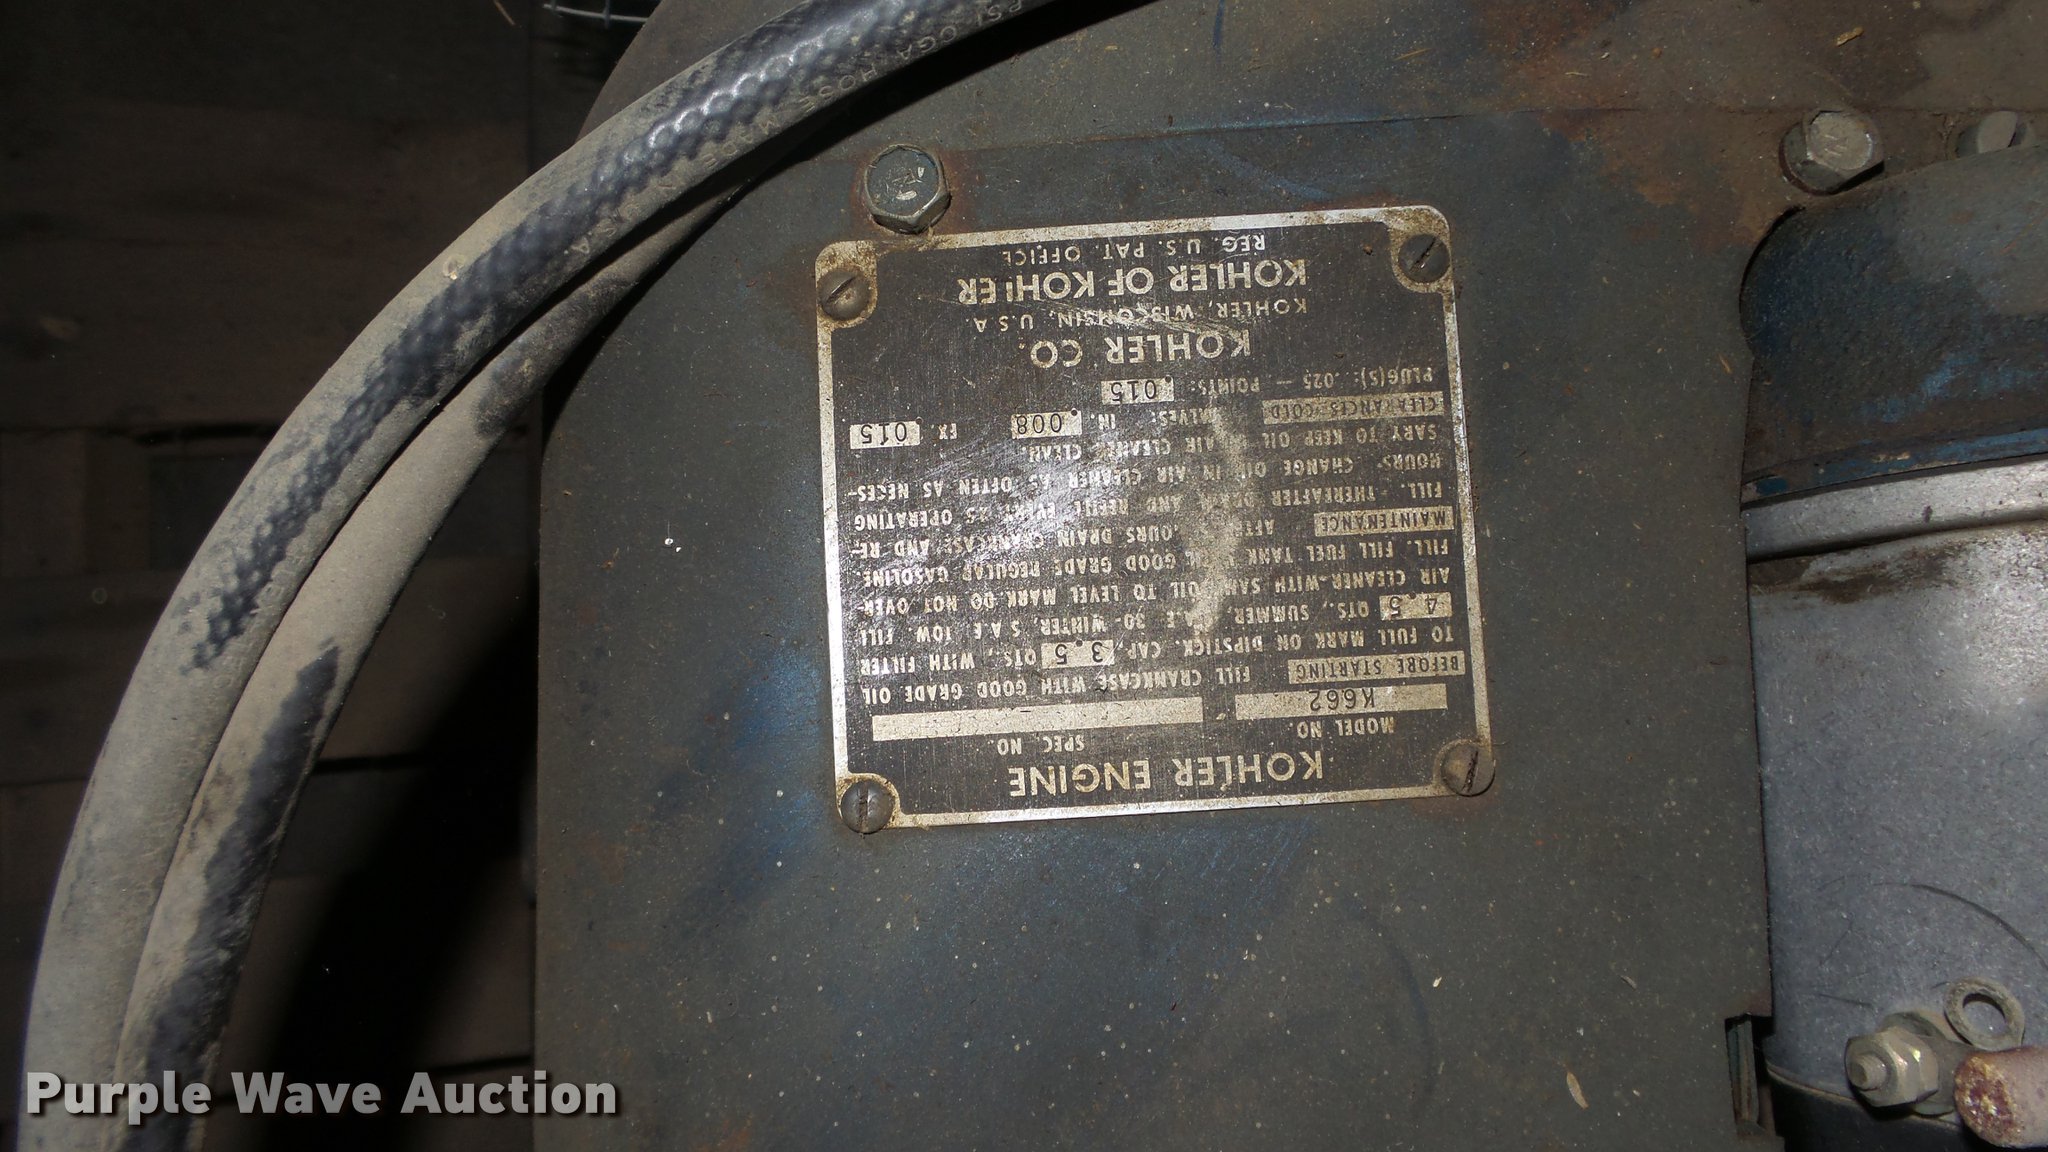 KOHLER ENGINE
MODEL NO. SPEC NO.
K662
BEFORE STARTING FILL CRANKCASE WITH GOOD GRADE OIL
TO FULL MARK ON DIPSTICK. CAP, 3.5 QTS., WITH FILTER
4.5 QTS., SUMMER, S.A.E. 30- WINTER, S A E 10W. FILL
AIR CLEANER WITH SAME OIL TO LEVEL MARK. DO NOT OVER-
FILL. FILL FUEL TANK GOOD GRADE REGULAR GASOLINE
MAINTENANCE AFTER HOURS DRAIN CRANKCASE AND RE-
FILL. - THEREAFTER DRAIN AND REFILL EVERY 25 OPERATING
HOURS. CHANGE OIL IN AIR CLEANER AS OFTEN AS NECES-
SARY TO KEEP OIL AIR CLEANER CLEAN.
CLEARANCES-COLD VALVES: IN .008 EX .015
PLUG(S): .025 — POINTS: .015
KOHLER CO.
KOHLER, WISCONSIN, U.S.A.
KOHLER OF KOHLER
REG. U.S. PAT. OFFICE
PSI OGA HOSE MADE U.S.A
Purple Wave Auction